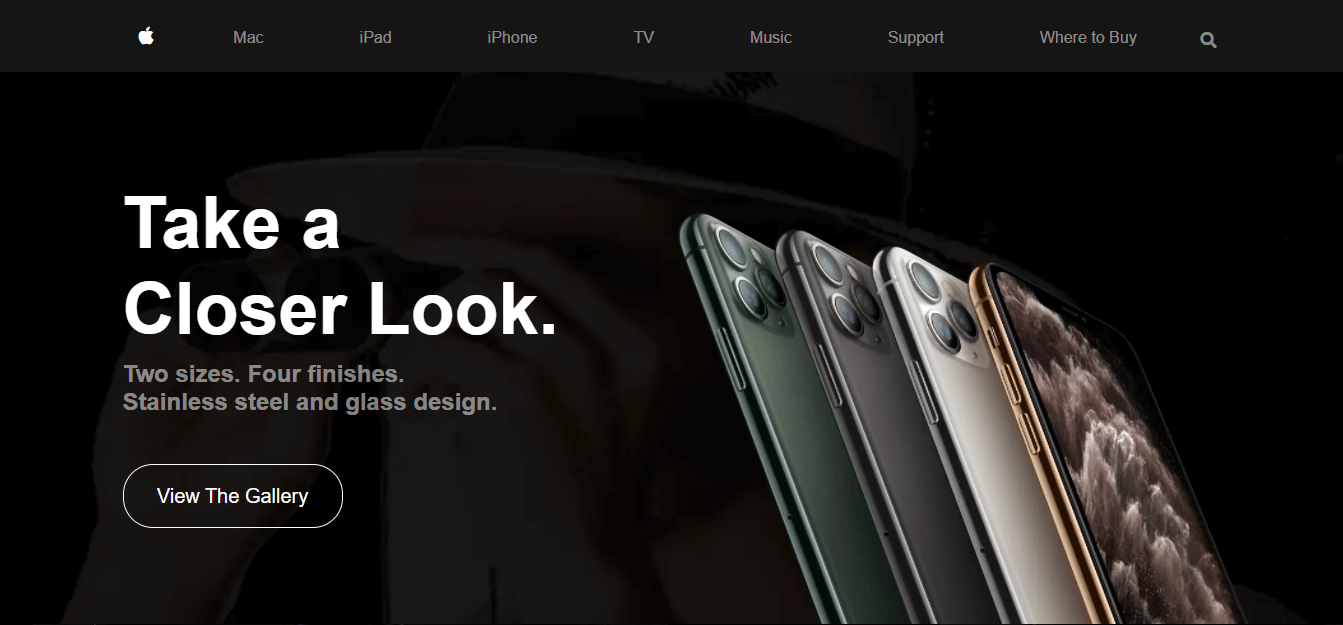 Mac iPad iPhone TV Music Support Where to Buy
Take a
Closer Look.
Two sizes. Four finishes.
Stainless steel and glass design.
View The Gallery